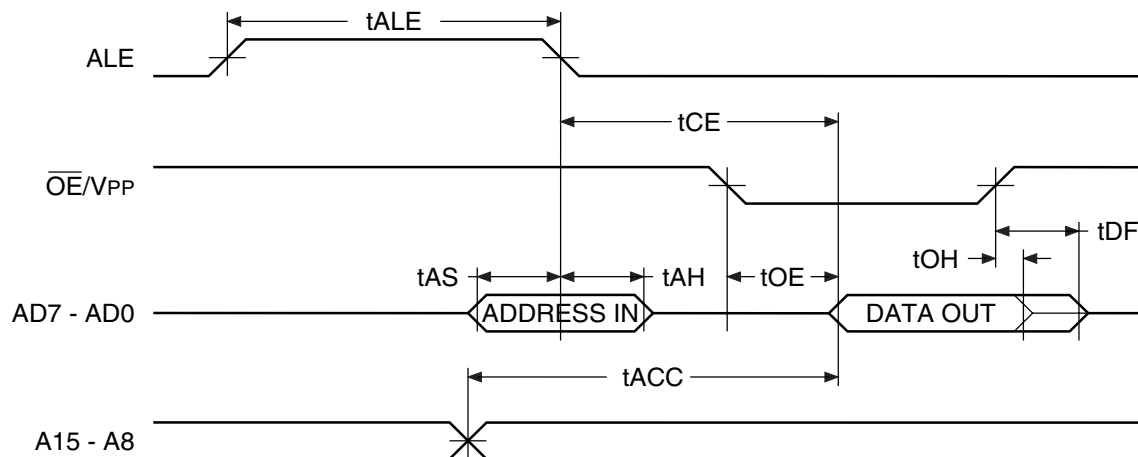 tALE
ALE
tCE
OE/VPP
tDF
tOH
tAS
tAH
tOE
AD7 - AD0
ADDRESS IN
DATA OUT
tACC
A15 - A8